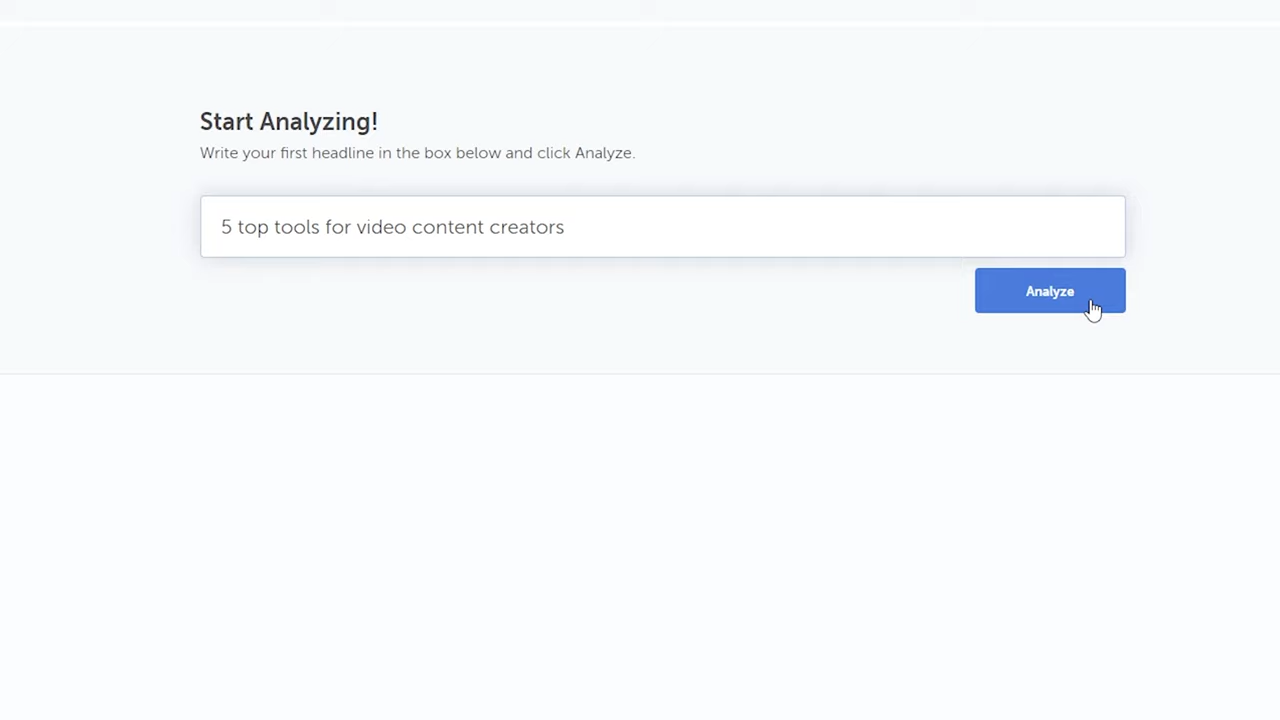 Start Analyzing!
Write your first headline in the box below and click Analyze.
5 top tools for video content creators
Analyze